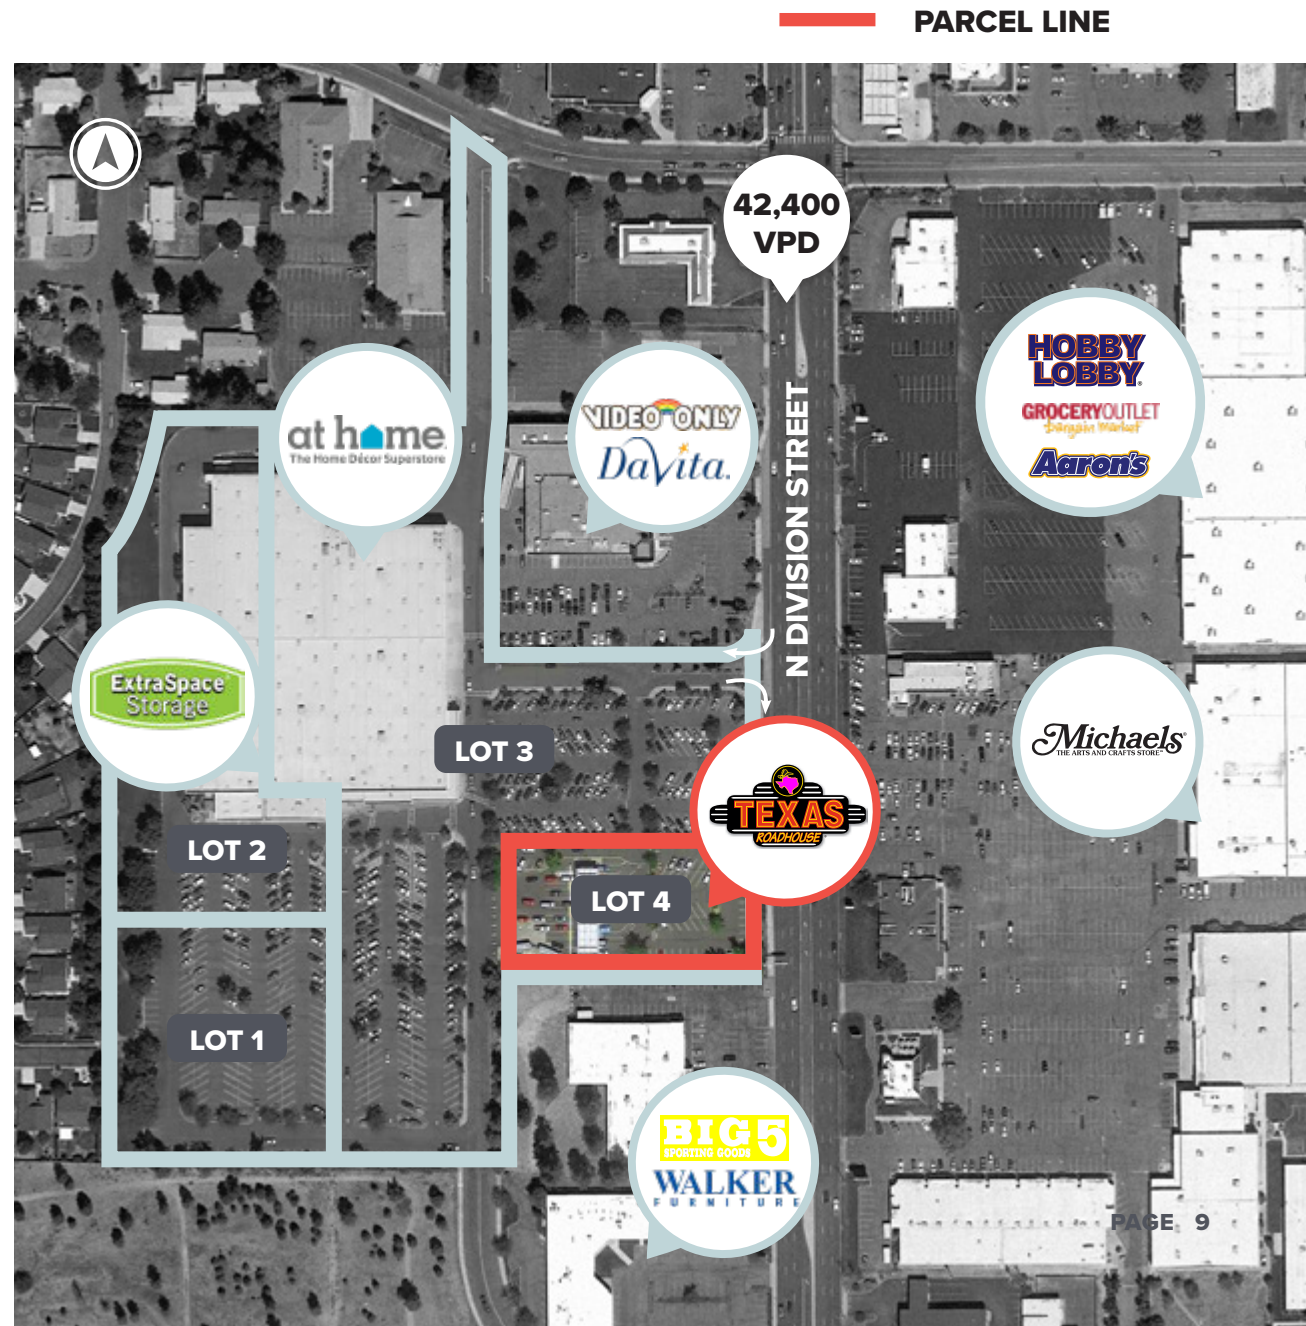 PARCEL LINE
42,400
VPD
HOBBY
LOBBY
GROCERY OUTLET
bargain market
Aaron's
at home
The Home Décor Superstore
VIDEO ONLY
DaVita.
N DIVISION STREET
ExtraSpace
Storage
LOT 3
Michaels
THE ARTS AND CRAFTS STORE
TEXAS
ROADHOUSE
LOT 2
LOT 4
LOT 1
BIG 5
SPORTING GOODS
WALKER
FURNITURE
PAGE 9